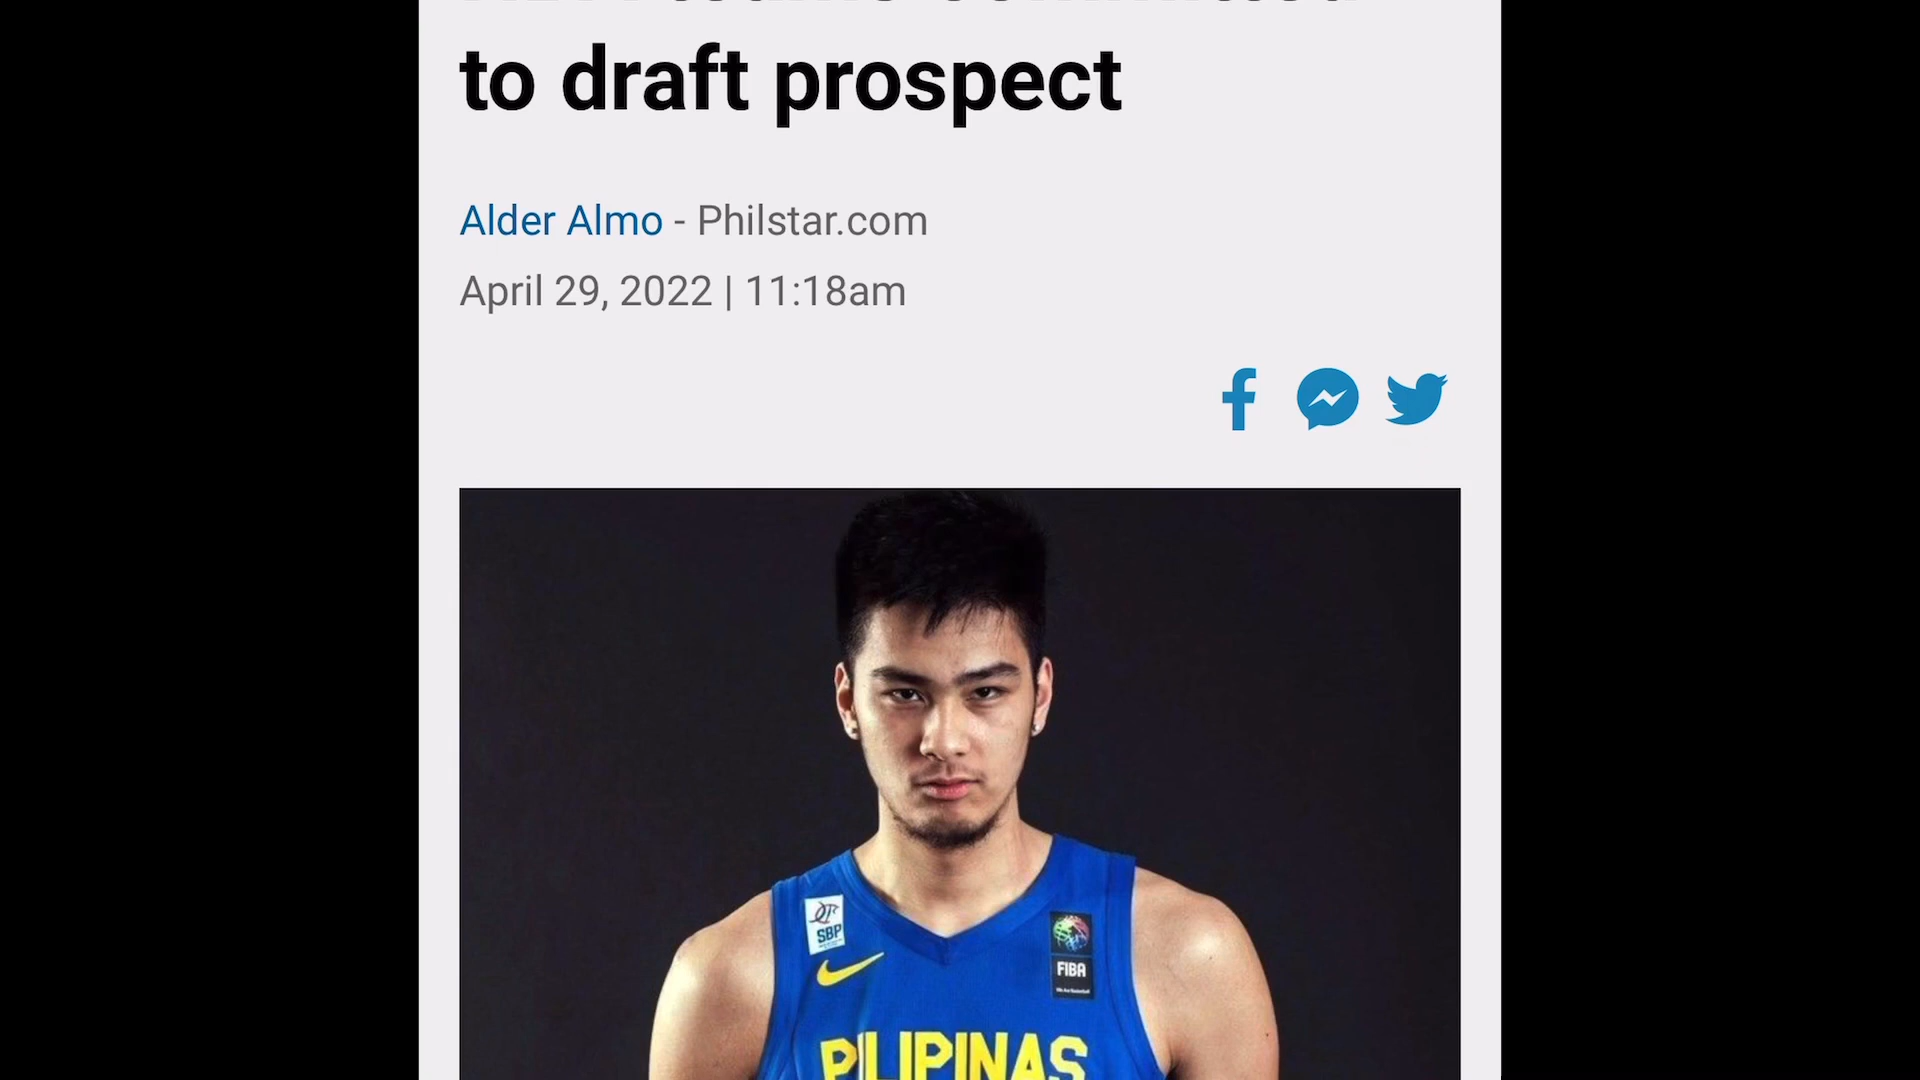 to draft prospect
Alder Almo - Philstar.com
April 29, 2022 | 11:18am
SBP
FIBA
PILIPINAS